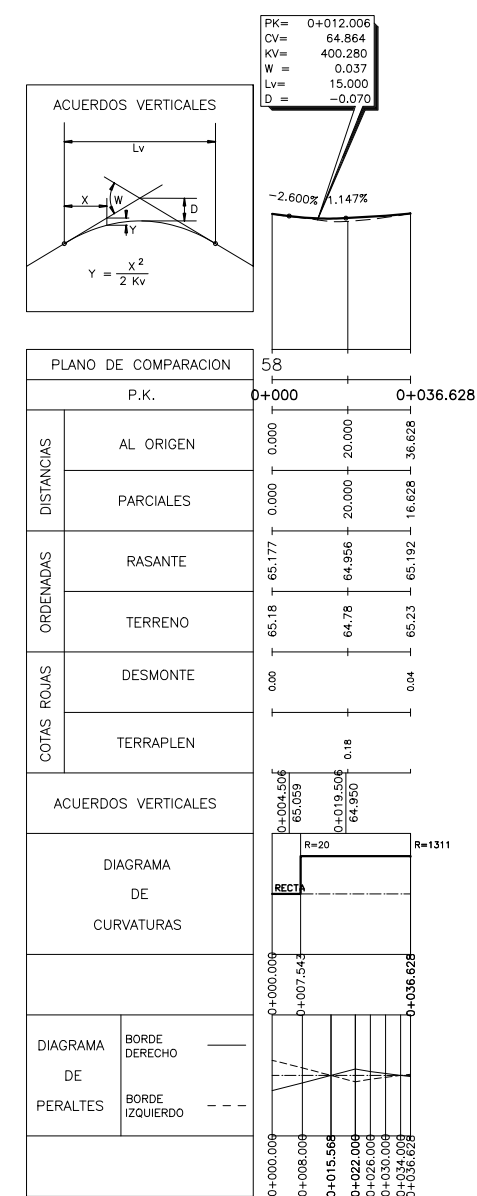 PK= 0+012.006
CV= 64.864
KV= 400.280
W = 0.037
Lv= 15.000
D = -0.070
ACUERDOS VERTICALES
Lv
X
W
D
Y
Y = X 2
2 Kv
-2.600% 1.147%
PLANO DE COMPARACION 58
P.K. 0+000 0+036.628
DISTANCIAS
AL ORIGEN 0.000 20.000 36.628
PARCIALES 0.000 20.000 16.628
ORDENADAS
RASANTE 65.177 64.956 65.192
TERRENO 65.18 64.78 65.23
COTAS ROJAS
DESMONTE 0.00 0.04
TERRAPLEN 0.18
ACUERDOS VERTICALES
0+004.506
65.059
0+019.506
64.950
DIAGRAMA
DE
CURVATURAS
R=20 R=1311
RECTA
0+000.000
0+007.543
0+036.628
DIAGRAMA
DE
PERALTES
BORDE
DERECHO
BORDE
IZQUIERDO
0+000.000
0+008.000
0+015.568
0+022.000
0+026.000
0+030.000
0+034.000
0+036.628